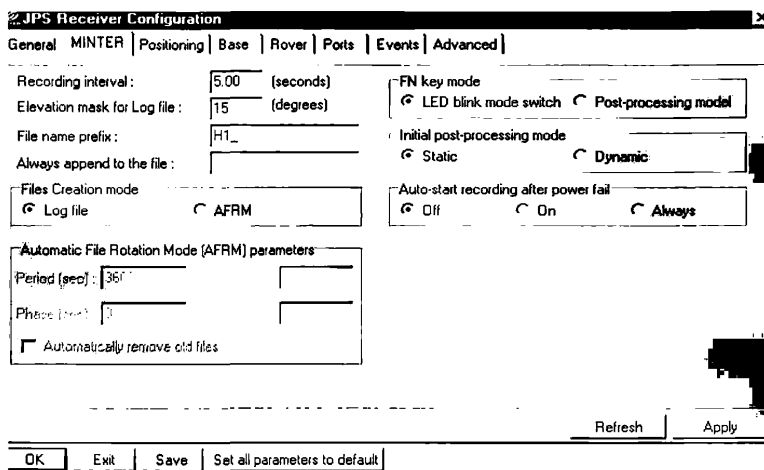 JPS Receiver Configuration
General MINTER Positioning Base Rover Ports Events Advanced
Recording interval : 5.00 (seconds)
Elevation mask for Log file : 15 (degrees)
File name prefix : H1_
Always append to the file :
Files Creation mode
Log file AFRM
Automatic File Rotation Mode (AFRM) parameters
Period (sec) :
Phase (sec)
Automatically remove old files
FN key mode
LED blink mode switch Post-processing model
Initial post-processing mode
Static Dynamic
Auto-start recording after power fail
Off On Always
Refresh Apply
OK Exit Save Set all parameters to default